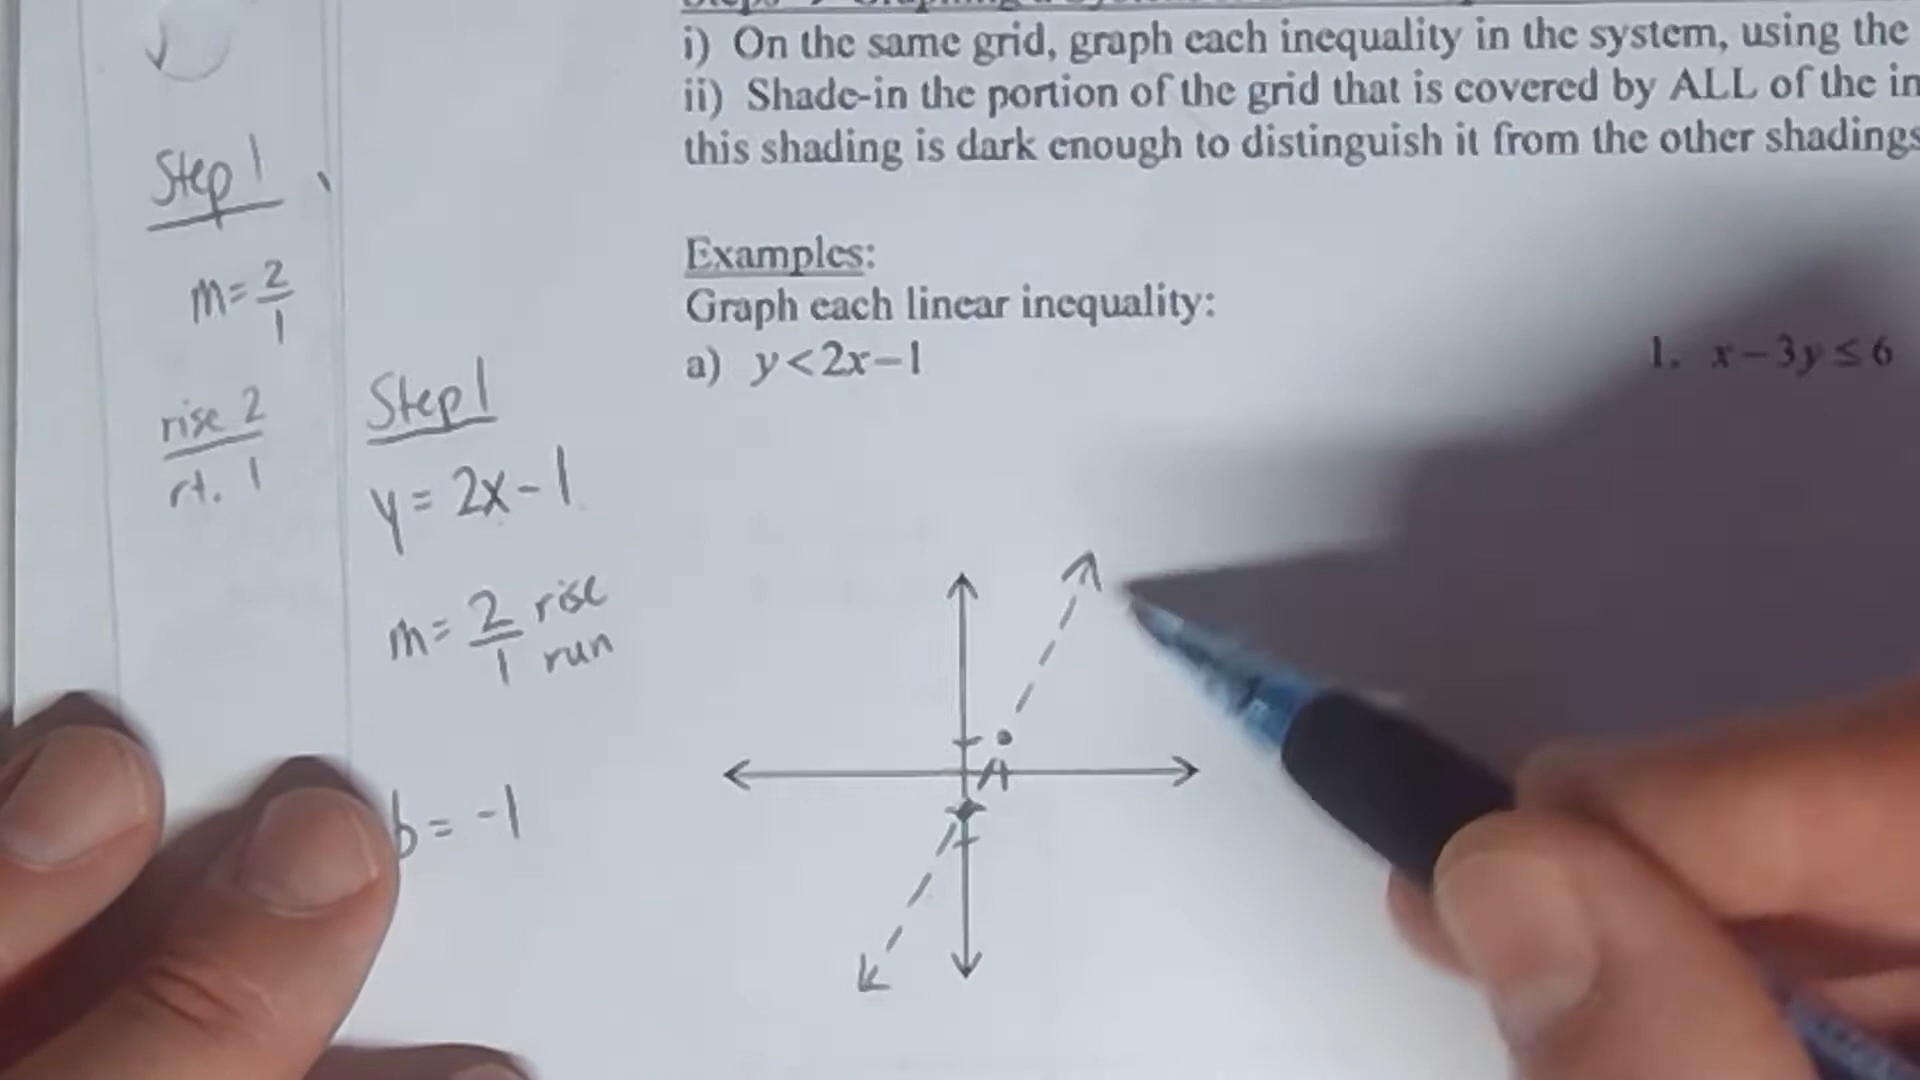 i) On the same grid, graph each inequality in the system, using the
ii) Shade-in the portion of the grid that is covered by ALL of the
this shading is dark enough to distinguish it from the other shadings
Examples:
Graph each linear inequality:
a) y<2x-1
1. x-3y≤6
Step 1
m=2/1
rise 2
rt. 1
Step 1
y=2x-1
m=2/1 rise
run
b=-1